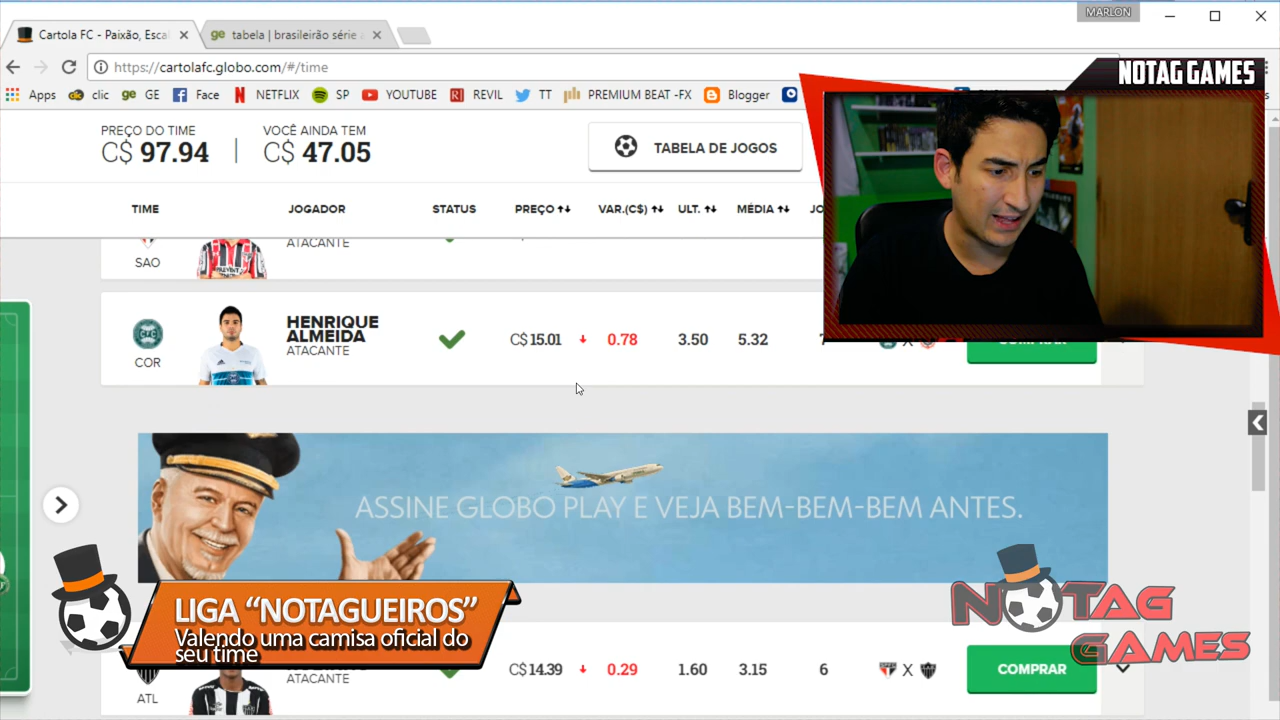 MARLON
Cartola FC - Paixão, Esca
ge tabela | brasileirão série
https://cartolafc.globo.com/#/time
Apps clic ge GE Face NETFLIX SP YOUTUBE REVIL TT PREMIUM BEAT -FX Blogger
NOTAG GAMES
PREÇO DO TIME
C$ 97.94
VOCÊ AINDA TEM
C$ 47.05
TABELA DE JOGOS
TIME JOGADOR STATUS PREÇO VAR.(C$) ULT. MÉDIA JO
SAO
ATACANTE
COR
HENRIQUE
ALMEIDA
ATACANTE
C$ 15.01 0.78 3.50 5.32 7 X COMPRAR
ASSINE GLOBO PLAY E VEJA BEM-BEM-BEM ANTES.
LIGA “NOTAGUEIROS”
Valendo uma camisa oficial do
seu time
NOTAG
GAMES
ATL
ATACANTE
C$ 14.39 0.29 1.60 3.15 6 X COMPRAR